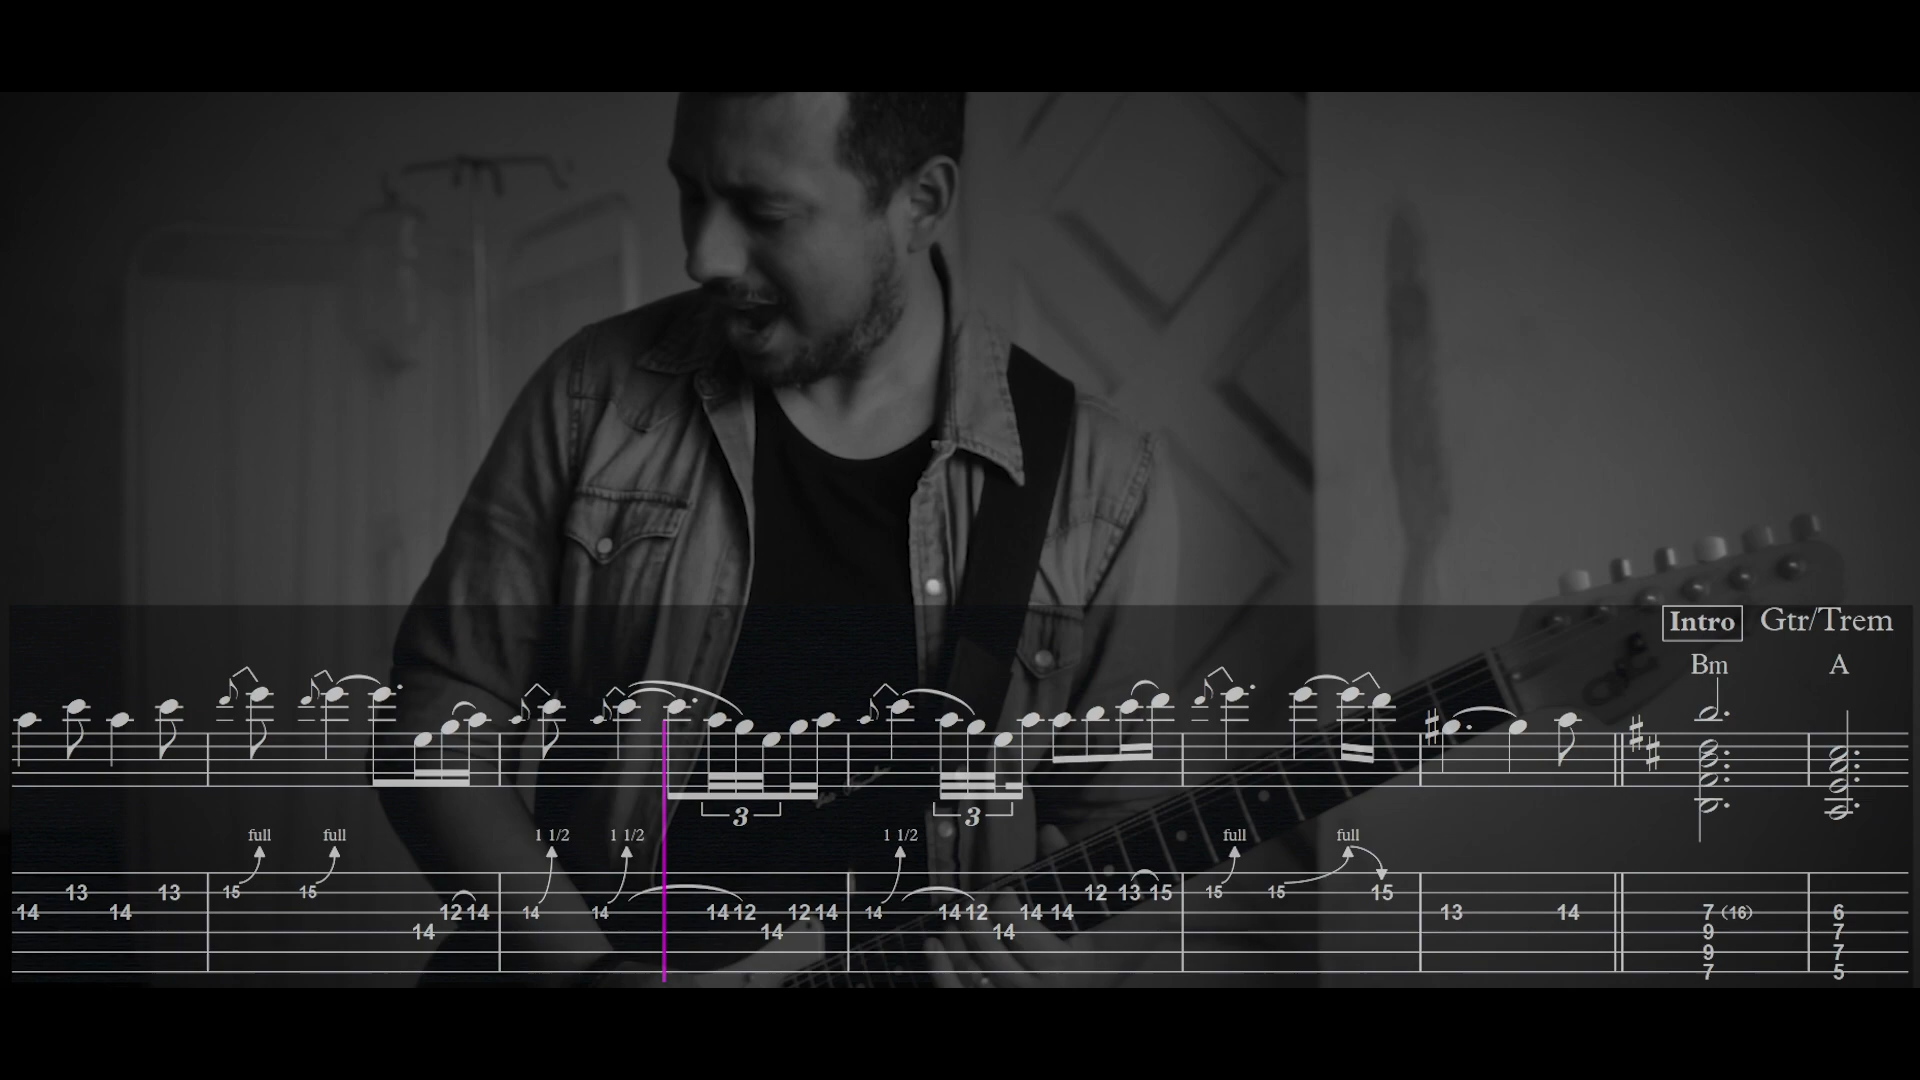 Intro Gtr/Trem
Bm A
3 3
full full 1 1/2 1 1/2 1 1/2 full full
13 13 15 15 12 13 15 15 15 15
14 14 12 14 14 14 14 12 12 14 14 14 12 14 14 13 14 7 (16) 6
14 14 14 9 7
9 7
7 5